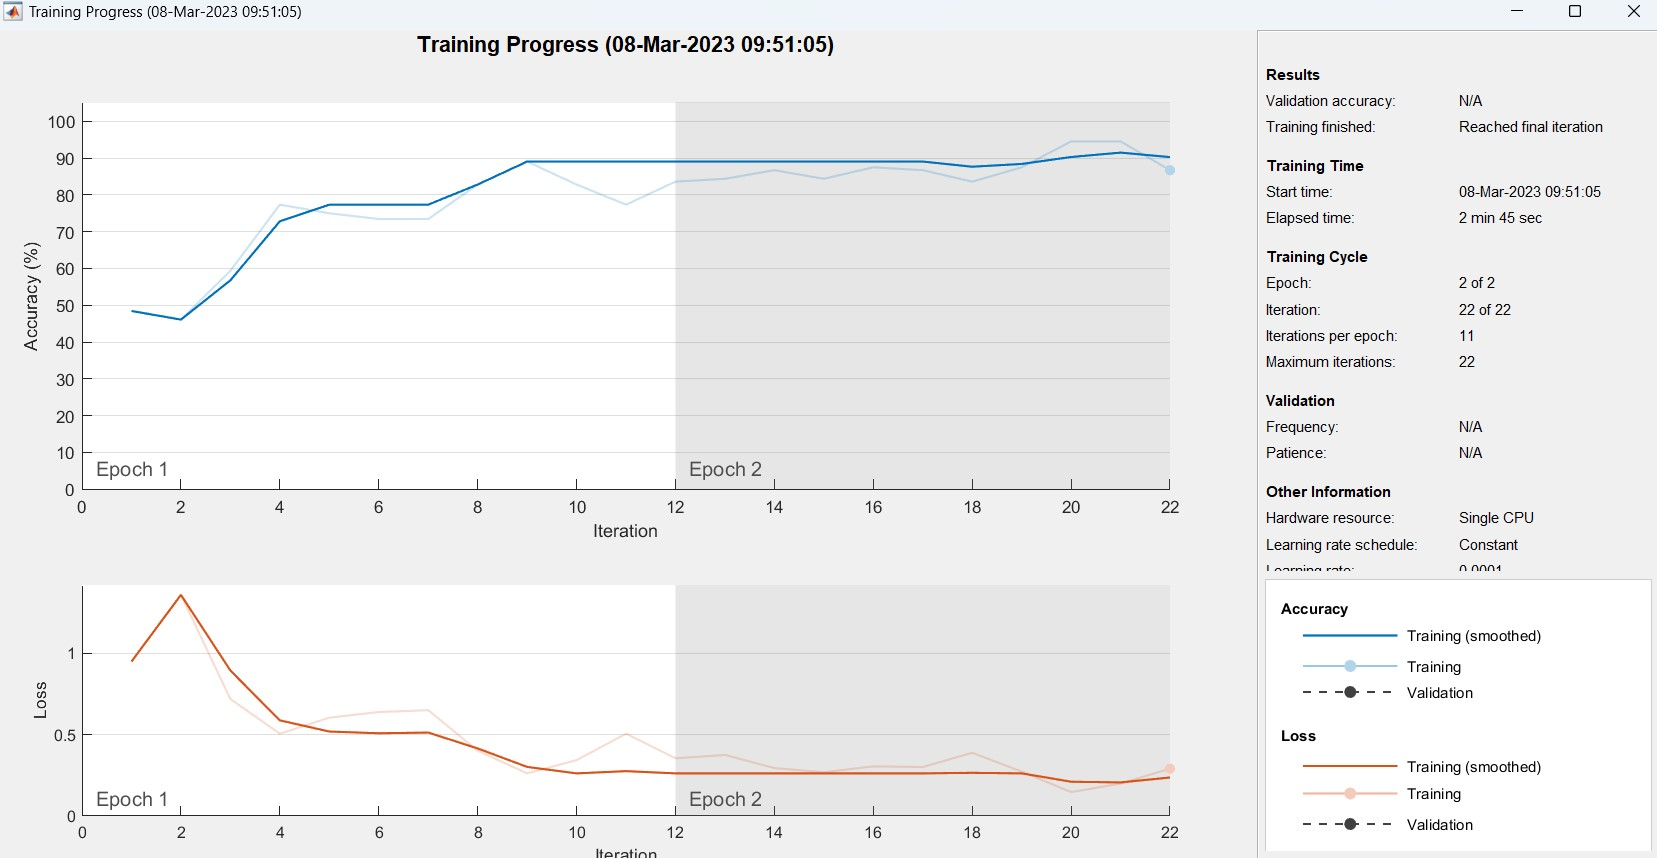 Training Progress (08-Mar-2023 09:51:05)
Training Progress (08-Mar-2023 09:51:05)
Accuracy (%)
100
90
80
70
60
50
40
30
20
10
0
Epoch 1
Epoch 2
0 2 4 6 8 10 12 14 16 18 20 22
Iteration
Loss
1
0.5
0
Epoch 1
Epoch 2
0 2 4 6 8 10 12 14 16 18 20 22
Iteration
Results
Validation accuracy: N/A
Training finished: Reached final iteration
Training Time
Start time: 08-Mar-2023 09:51:05
Elapsed time: 2 min 45 sec
Training Cycle
Epoch: 2 of 2
Iteration: 22 of 22
Iterations per epoch: 11
Maximum iterations: 22
Validation
Frequency: N/A
Patience: N/A
Other Information
Hardware resource: Single CPU
Learning rate schedule: Constant
Learning rate: 0.0001
Accuracy
Training (smoothed)
Training
Validation
Loss
Training (smoothed)
Training
Validation